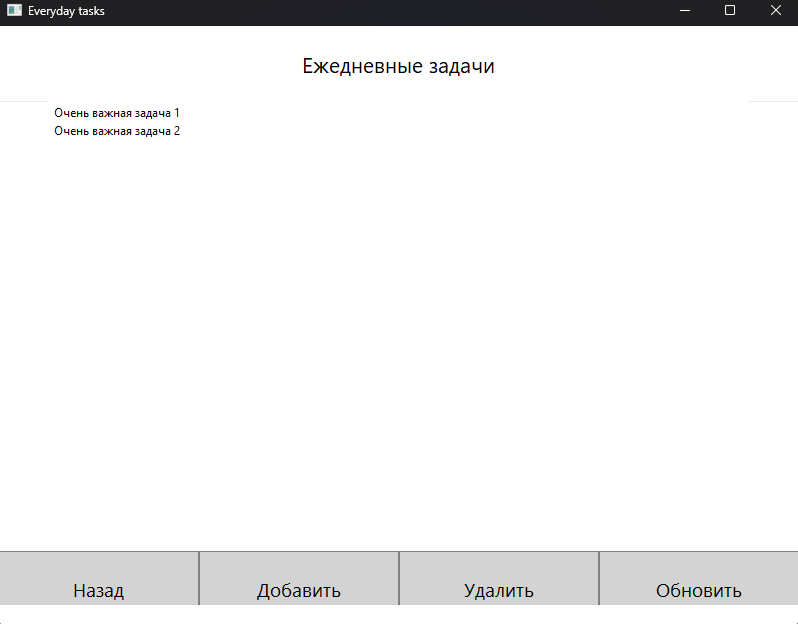 Everyday tasks
Ежедневные задачи
Очень важная задача 1
Очень важная задача 2
Назад
Добавить
Удалить
Обновить